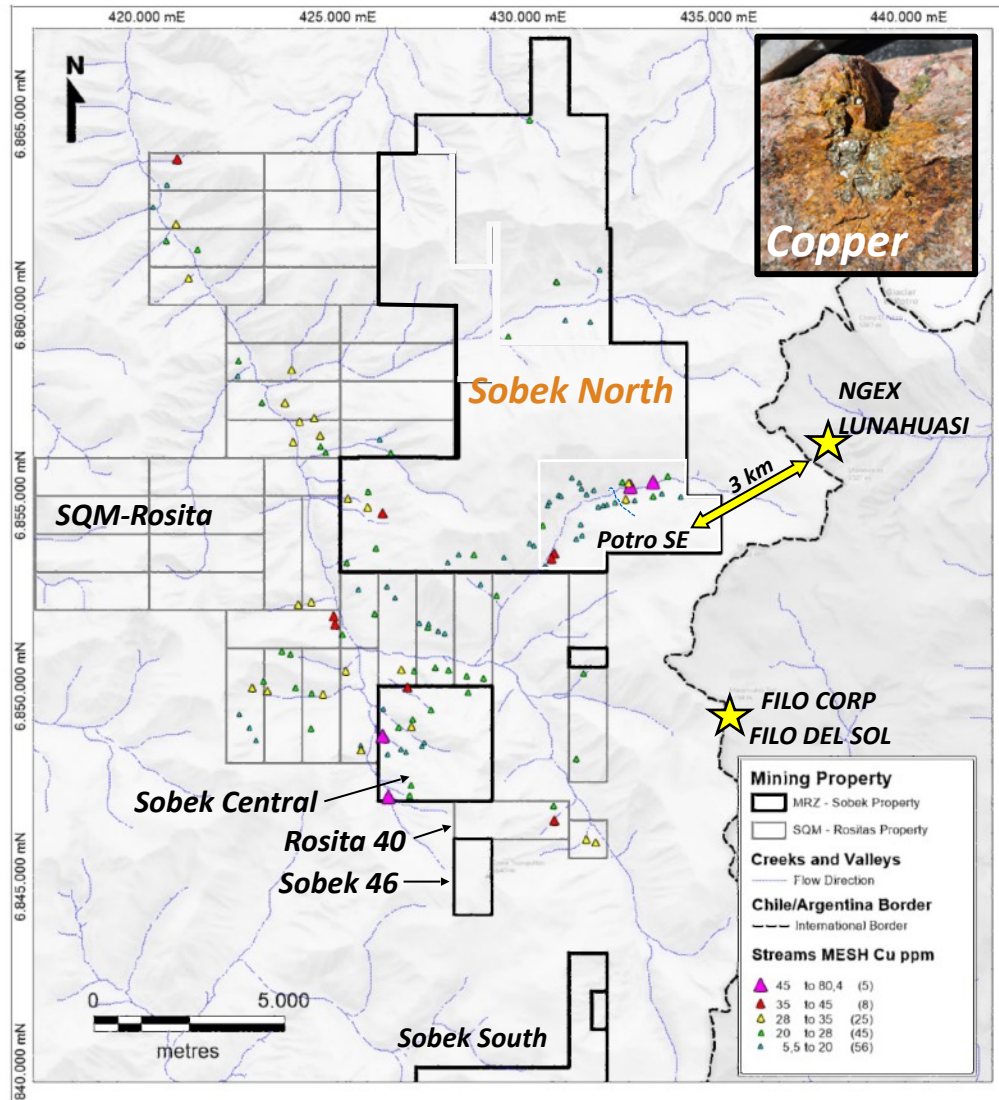 420.000 mE
425.000 mE
430.000 mE
435.000 mE
440.000 mE
6.865.000 mN
6.860.000 mN
6.855.000 mN
6.850.000 mN
6.845.000 mN
840.000 mN
N
Copper
Sobek North
NGEX
LUNAHUASI
3 km
SQM-Rosita
Potro SE
FILO CORP
FILO DEL SOL
Sobek Central
Rosita 40
Sobek 46
Sobek South
0
5.000
metres
Mining Property
MRZ - Sobek Property
SQM - Rositas Property
Creeks and Valleys
Flow Direction
Chile/Argentina Border
International Border
Streams MESH Cu ppm
45 to 80,4 (5)
35 to 45 (8)
28 to 35 (25)
20 to 28 (45)
5,5 to 20 (56)